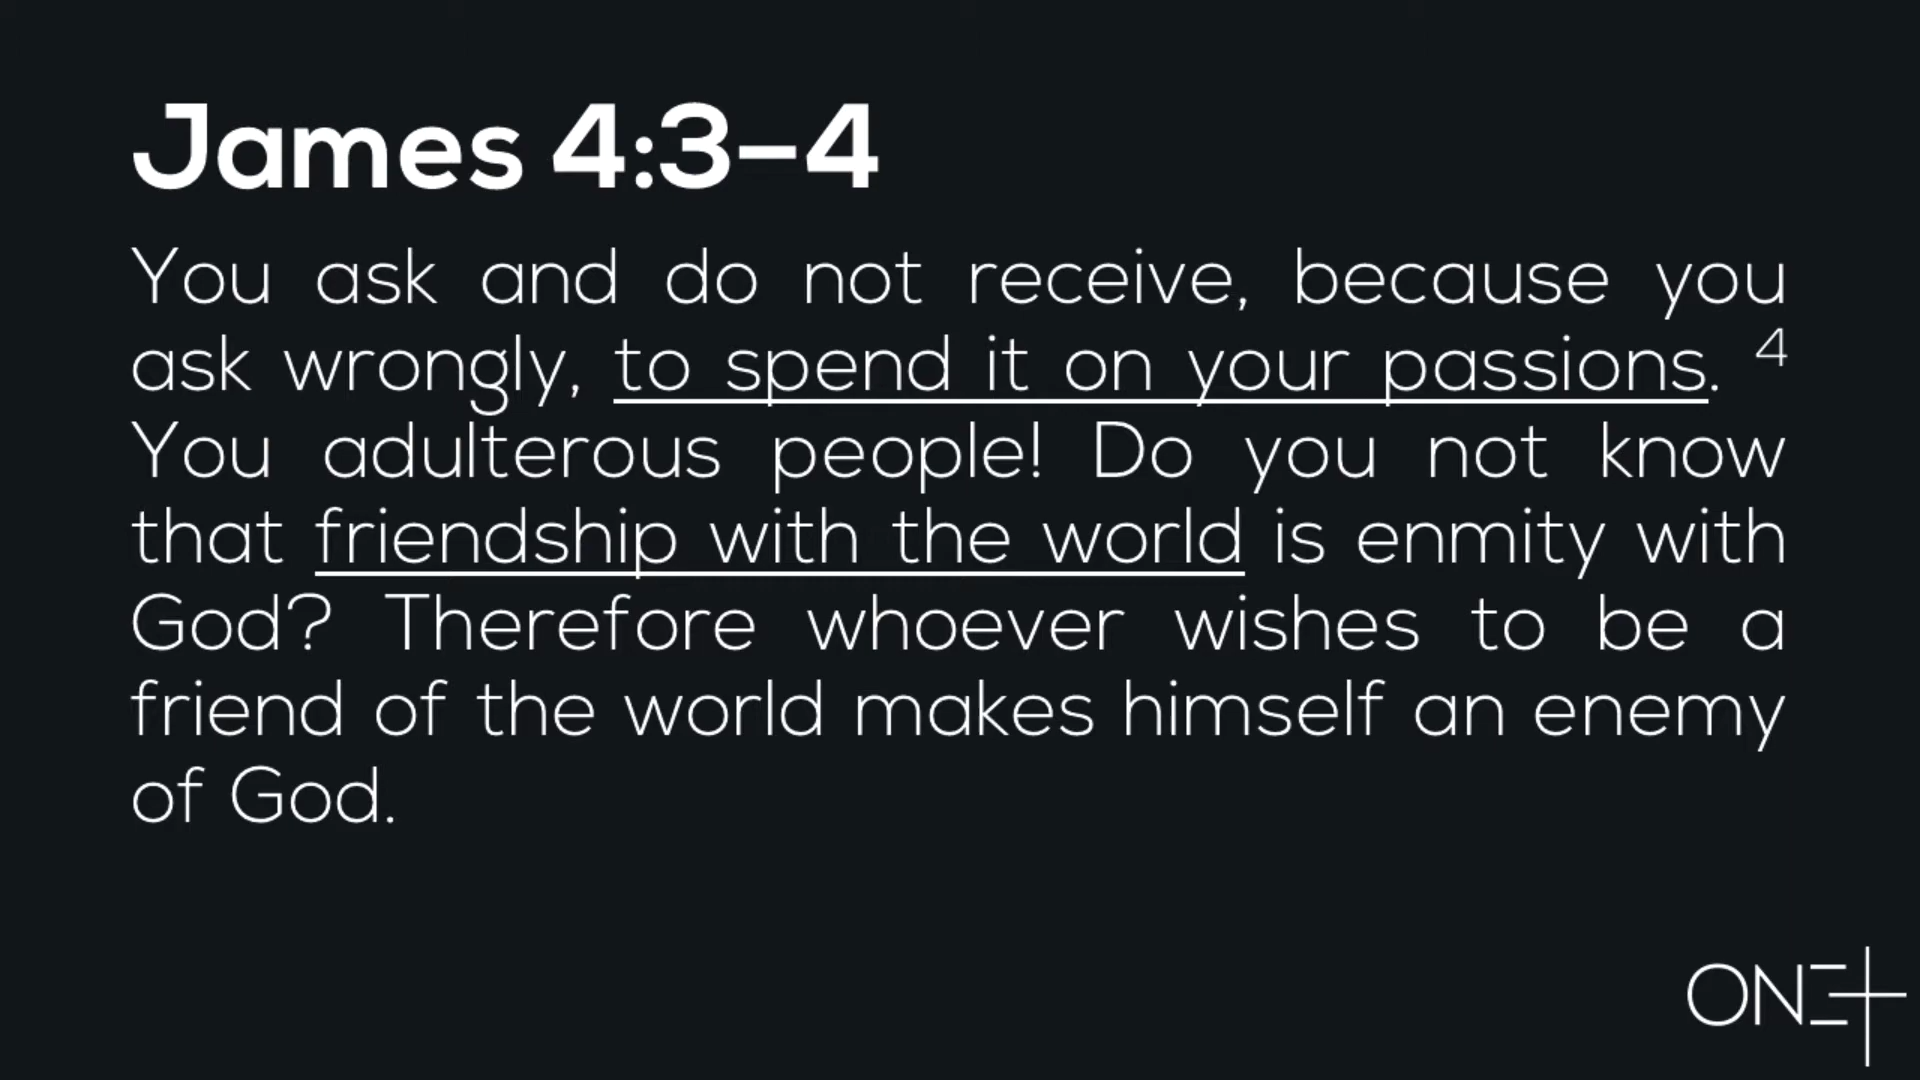 James 4:3–4
You ask and do not receive, because you
ask wrongly, to spend it on your passions. 4
You adulterous people! Do you not know
that friendship with the world is enmity with
God? Therefore whoever wishes to be a
friend of the world makes himself an enemy
of God.
ONE